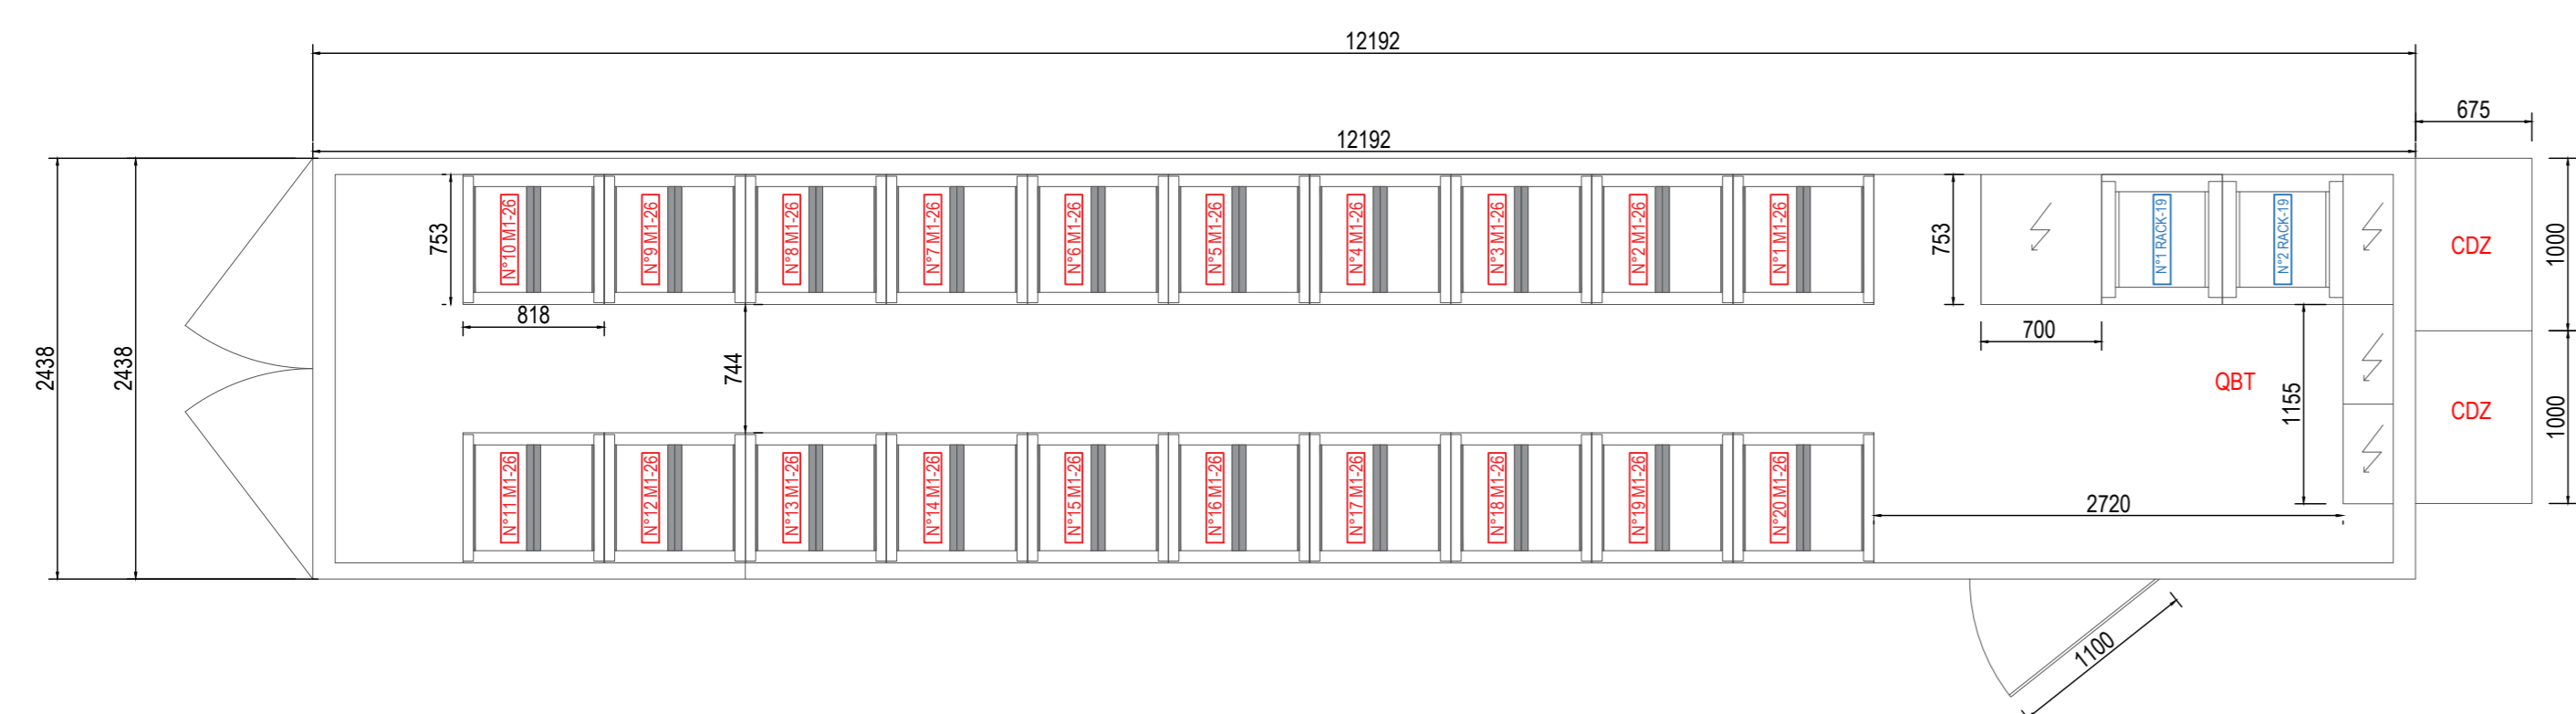 12192
675
12192
2438
2438
753
N°10 M1-26
N°9 M1-26
N°8 M1-26
N°7 M1-26
N°6 M1-26
N°5 M1-26
N°4 M1-26
N°3 M1-26
N°2 M1-26
N°1 M1-26
753
N°1 RACK-19
N°2 RACK-19
CDZ
1000
818
744
700
QBT
1155
CDZ
1000
N°11 M1-26
N°12 M1-26
N°13 M1-26
N°14 M1-26
N°15 M1-26
N°16 M1-26
N°17 M1-26
N°18 M1-26
N°19 M1-26
N°20 M1-26
2720
1100